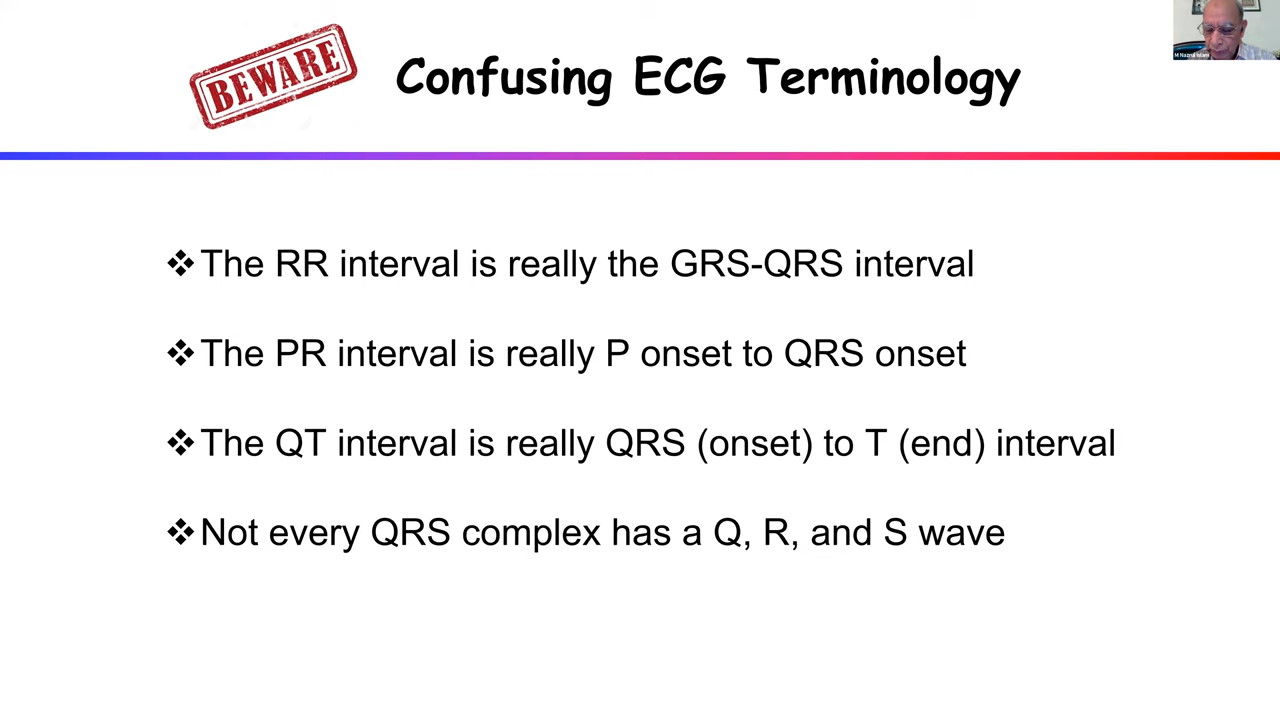 BEWARE
Confusing ECG Terminology
M Nazrul Islam
❖The RR interval is really the GRS-QRS interval
❖The PR interval is really P onset to QRS onset
❖The QT interval is really QRS (onset) to T (end) interval
❖Not every QRS complex has a Q, R, and S wave